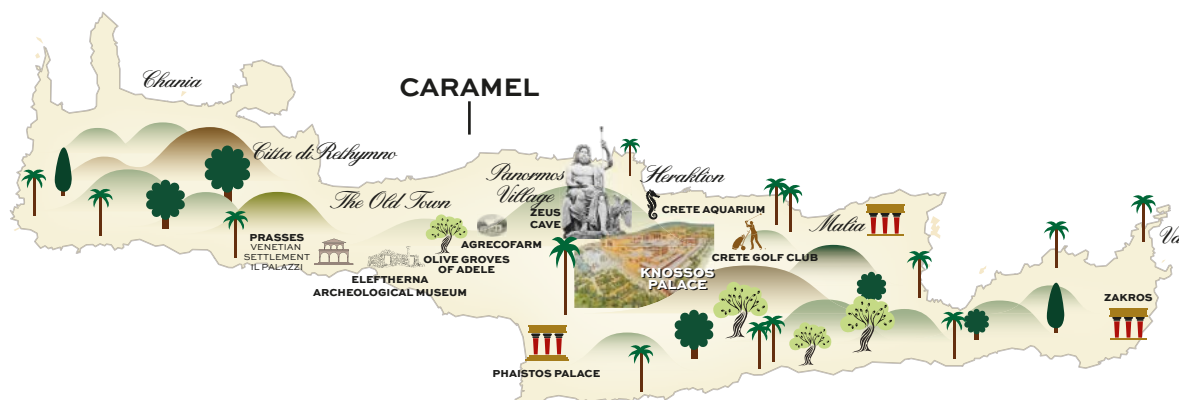 Chania
CARAMEL
Citta di Rethymno
The Old Town
Panormos
Village
Heraklion
ZEUS
CAVE
CRETE AQUARIUM
Malia
AGRECOFARM
PRASSES
VENETIAN
SETTLEMENT
IL PALAZZI
OLIVE GROVES
OF ADELE
ELEFTHERNA
ARCHEOLOGICAL MUSEUM
CRETE GOLF CLUB
KNOSSOS
PALACE
ZAKROS
PHAISTOS PALACE